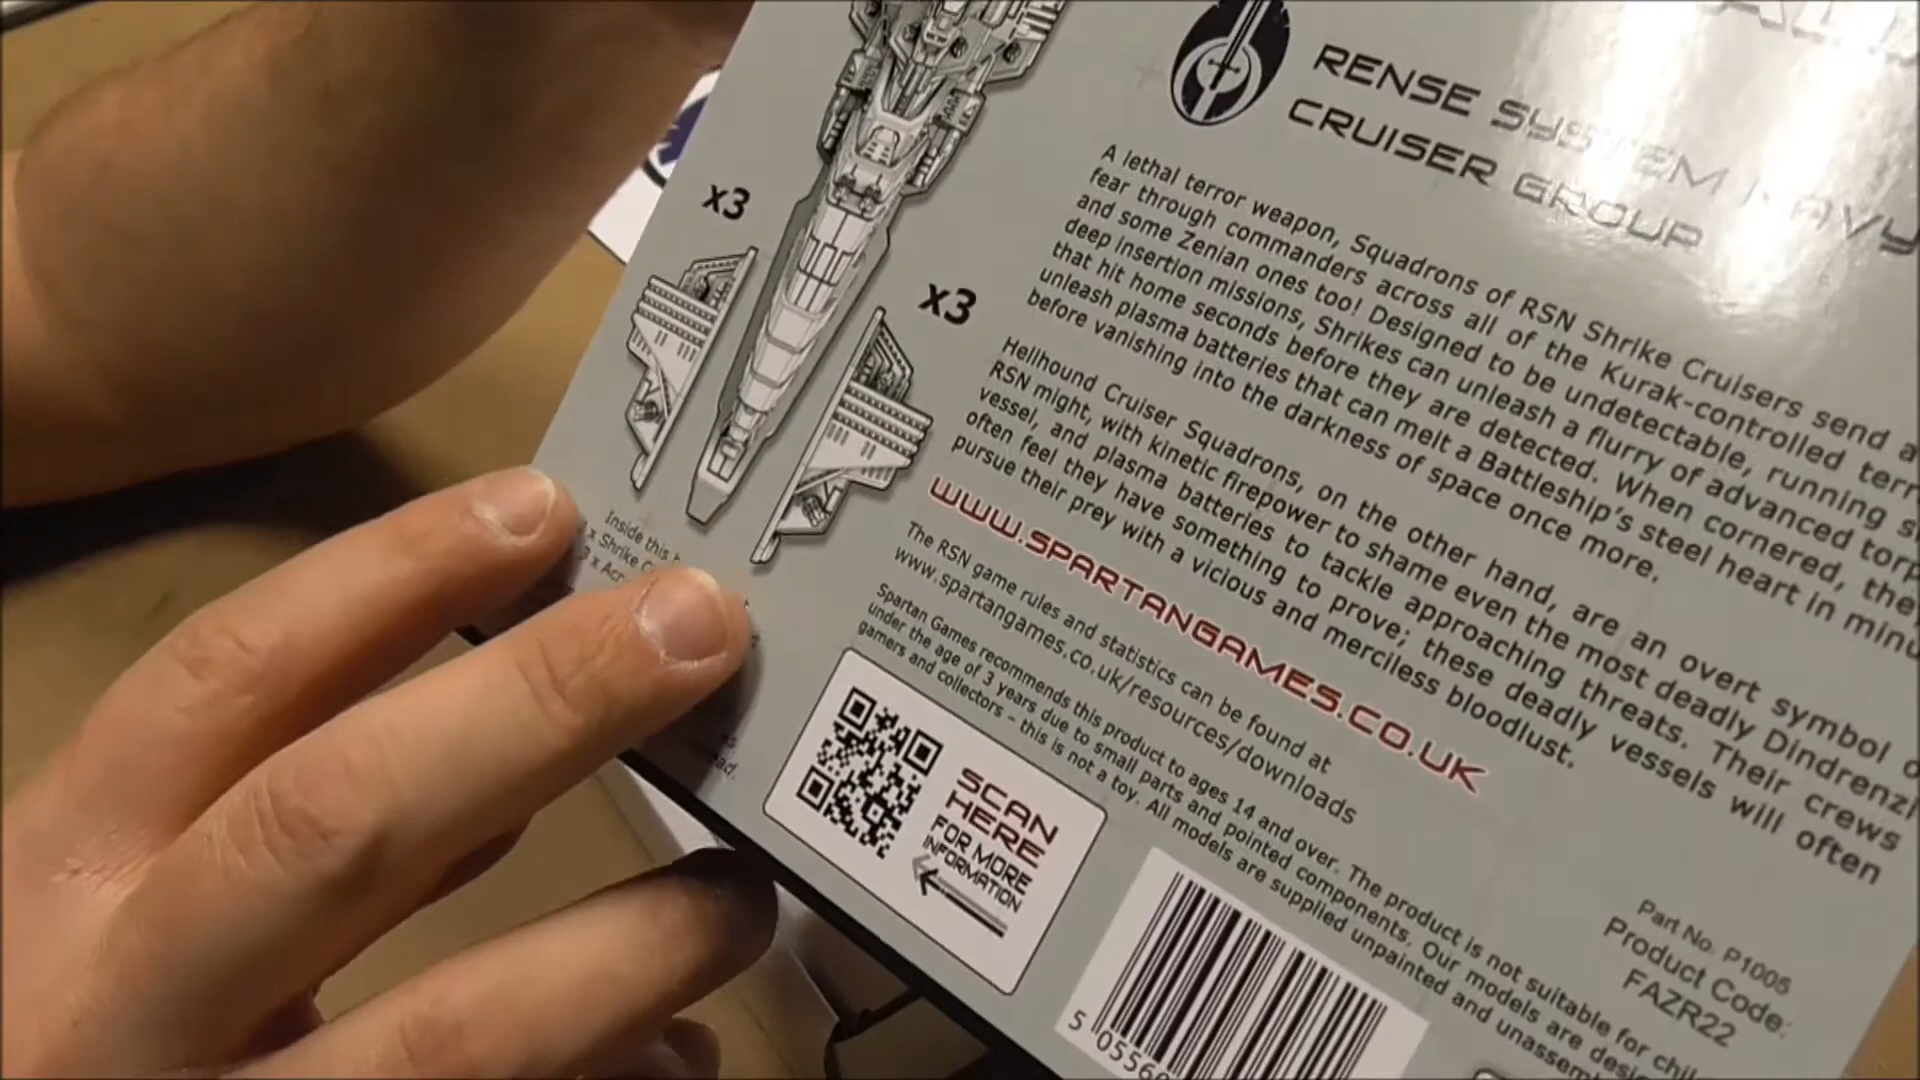 RENSE SYSTEM NAVY
CRUISER GROUP
x3
x3
A lethal terror weapon, Squadrons of RSN Shrike Cruisers send a
fear through commanders across all of the Kurak-controlled
and some Zenian ones too! Designed to be undetectable, running
deep insertion missions, Shrikes can unleash a flurry of advanced
that hit home seconds before they are detected. When cornered,
unleash plasma batteries that can melt a Battleship's steel heart in
before vanishing into the darkness of space once more.
Hellhound Cruiser Squadrons, on the other hand, are an overt symbol
RSN might, with kinetic firepower to shame even the most deadly Dindrenzi
vessel, and plasma batteries to tackle approaching threats. Their crews
often feel they have something to prove; these deadly vessels will often
pursue their prey with a vicious and merciless bloodlust.
WWW.SPARTANGAMES.CO.UK
The RSN game rules and statistics can be found at
www.spartangames.co.uk/resources/downloads
Spartan Games recommends this product to ages 14 and over. The product is not suitable for
under the age of 3 years due to small parts and pointed components. Our models are
gamers and collectors – this is not a toy. All models are supplied unpainted and
Inside this
x Shrike
3 x
SCAN
HERE
FOR MORE
INFORMATION
Part No. P1005
Product Code:
FAZR22
5 05560